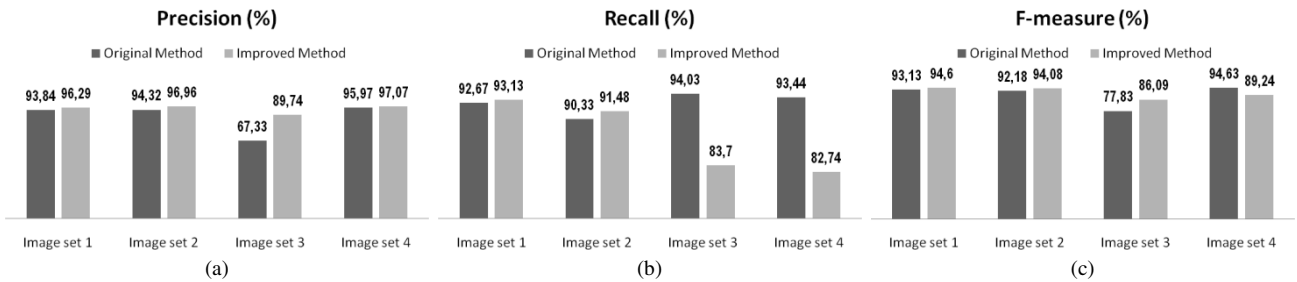 Precision (%)
Original Method Improved Method
93,84 96,29 94,32 96,96 67,33 89,74 95,97 97,07
Image set 1 Image set 2 Image set 3 Image set 4
(a)
Recall (%)
Original Method Improved Method
92,67 93,13 90,33 91,48 94,03 83,7 93,44 82,74
Image set 1 Image set 2 Image set 3 Image set 4
(b)
F-measure (%)
Original Method Improved Method
93,13 94,6 92,18 94,08 77,83 86,09 94,63 89,24
Image set 1 Image set 2 Image set 3 Image set 4
(c)